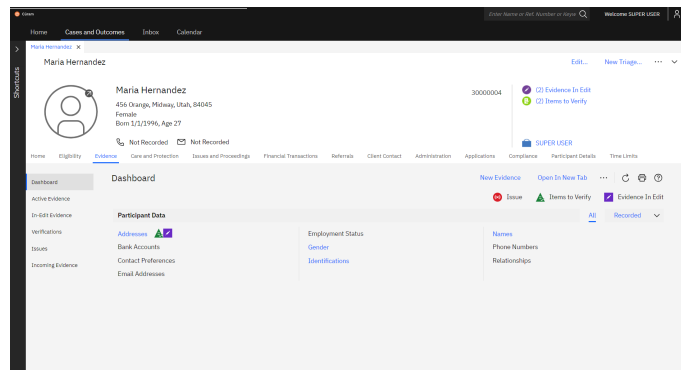 Cúram
Enter Name or Ref. Number or Keyw
Welcome SUPER USER
Home Cases and Outcomes Inbox Calendar
Shortcuts
Maria Hernandez X
Maria Hernandez
Edit... New Triage... ...
Maria Hernandez
456 Orange, Midway, Utah, 84045
Female
Born 1/1/1996, Age 27
Not Recorded Not Recorded
30000004
(2) Evidence In Edit
(2) Items to Verify
SUPER USER
Home Eligibility Evidence Care and Protection Issues and Proceedings Financial Transactions Referrals Client Contact Administration Applications Compliance Participant Details Time Limits
Dashboard
Active Evidence
In-Edit Evidence
Verifications
Issues
Incoming Evidence
Dashboard
New Evidence Open In New Tab ...
Issue Items to Verify Evidence In Edit
Participant Data
All Recorded
Addresses Employment Status Names
Bank Accounts Gender Phone Numbers
Contact Preferences Identifications Relationships
Email Addresses